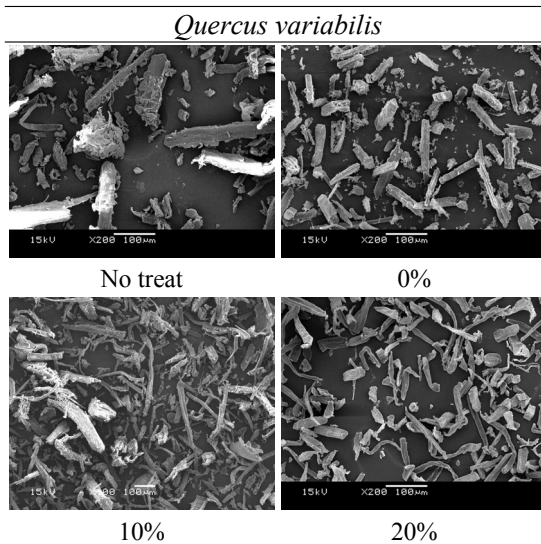 Quercus variabilis
15kV X200 100μm
15kV X200 100μm
No treat 0%
15kV 100μm
15kV X200 100μm
10% 20%